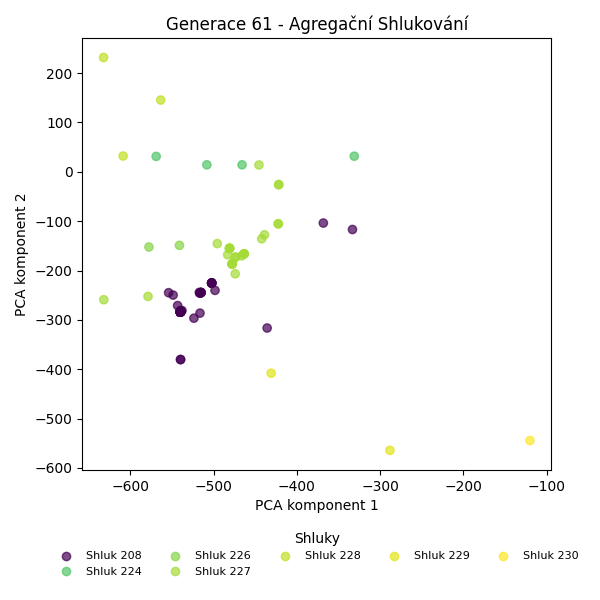 Generace 61 - Agregační Shlukování
PCA komponent 2
200
100
0
−100
−200
−300
−400
−500
−600
−600
−500
−400
−300
−200
−100
PCA komponent 1
Shluky
Shluk 208
Shluk 226
Shluk 228
Shluk 229
Shluk 230
Shluk 224
Shluk 227